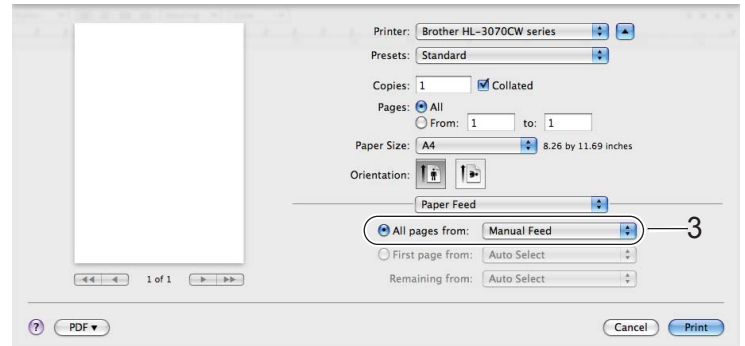 Printer: Brother HL-3070CW series
Presets: Standard
Copies: 1 Collated
Pages: All
From: 1 to: 1
Paper Size: A4 8.26 by 11.69 inches
Orientation:
Paper Feed
All pages from: Manual Feed 3
First page from: Auto Select
Remaining from: Auto Select
1 of 1
? PDF ▾ Cancel Print